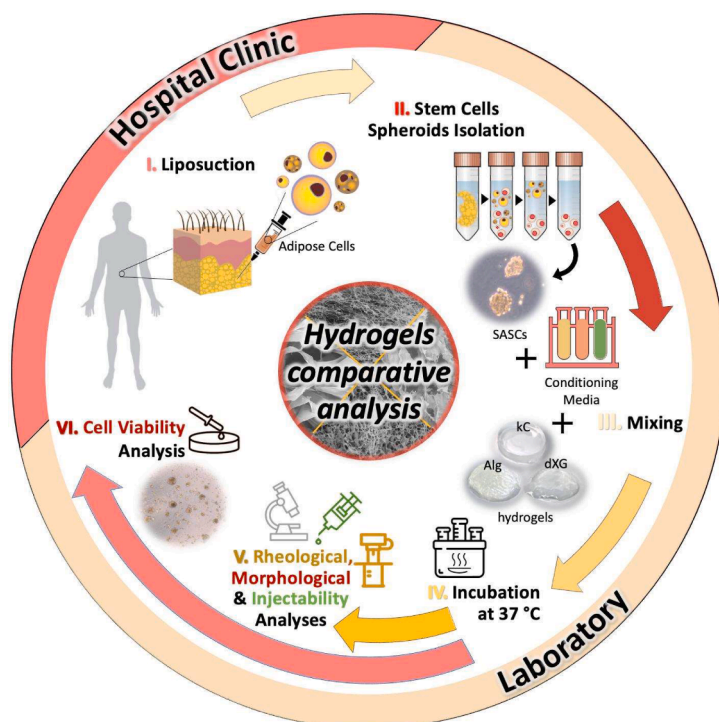 Hospital Clinic
I. Liposuction
Adipose Cells
II. Stem Cells
Spheroids Isolation
SASCs
+
Conditioning
Media
+
III. Mixing
kC
Alg
dXG
hydrogels
IV. Incubation
at 37 °C
V. Rheological,
Morphological
& Injectability
Analyses
VI. Cell Viability
Analysis
Hydrogels
comparative
analysis
Laboratory